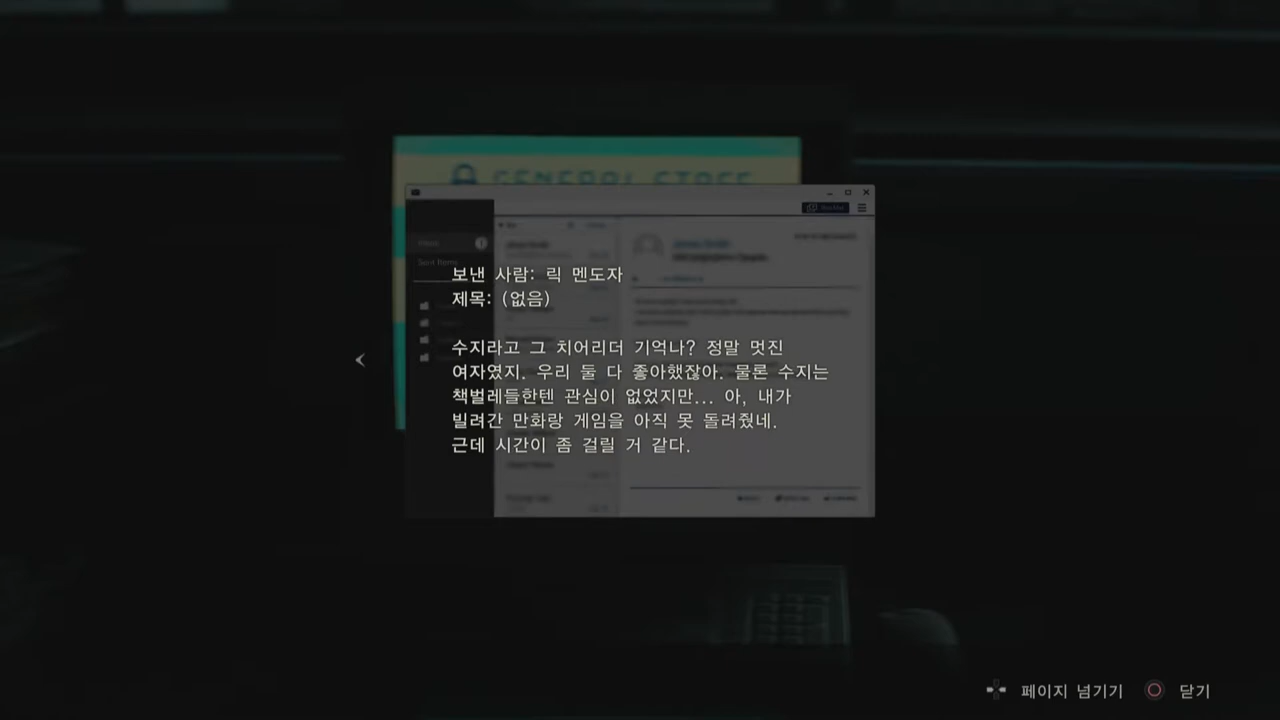 GENERAL STAFF
Sent Items
보낸 사람: 릭 멘도자
제목: (없음)
수지라고 그 치어리더 기억나? 정말 멋진
여자였지. 우리 둘 다 좋아했잖아. 물론 수지는
책벌레들한텐 관심이 없었지만... 아, 내가
빌려간 만화랑 게임을 아직 못 돌려줬네.
근데 시간이 좀 걸릴 거 같다.
페이지 넘기기
닫기